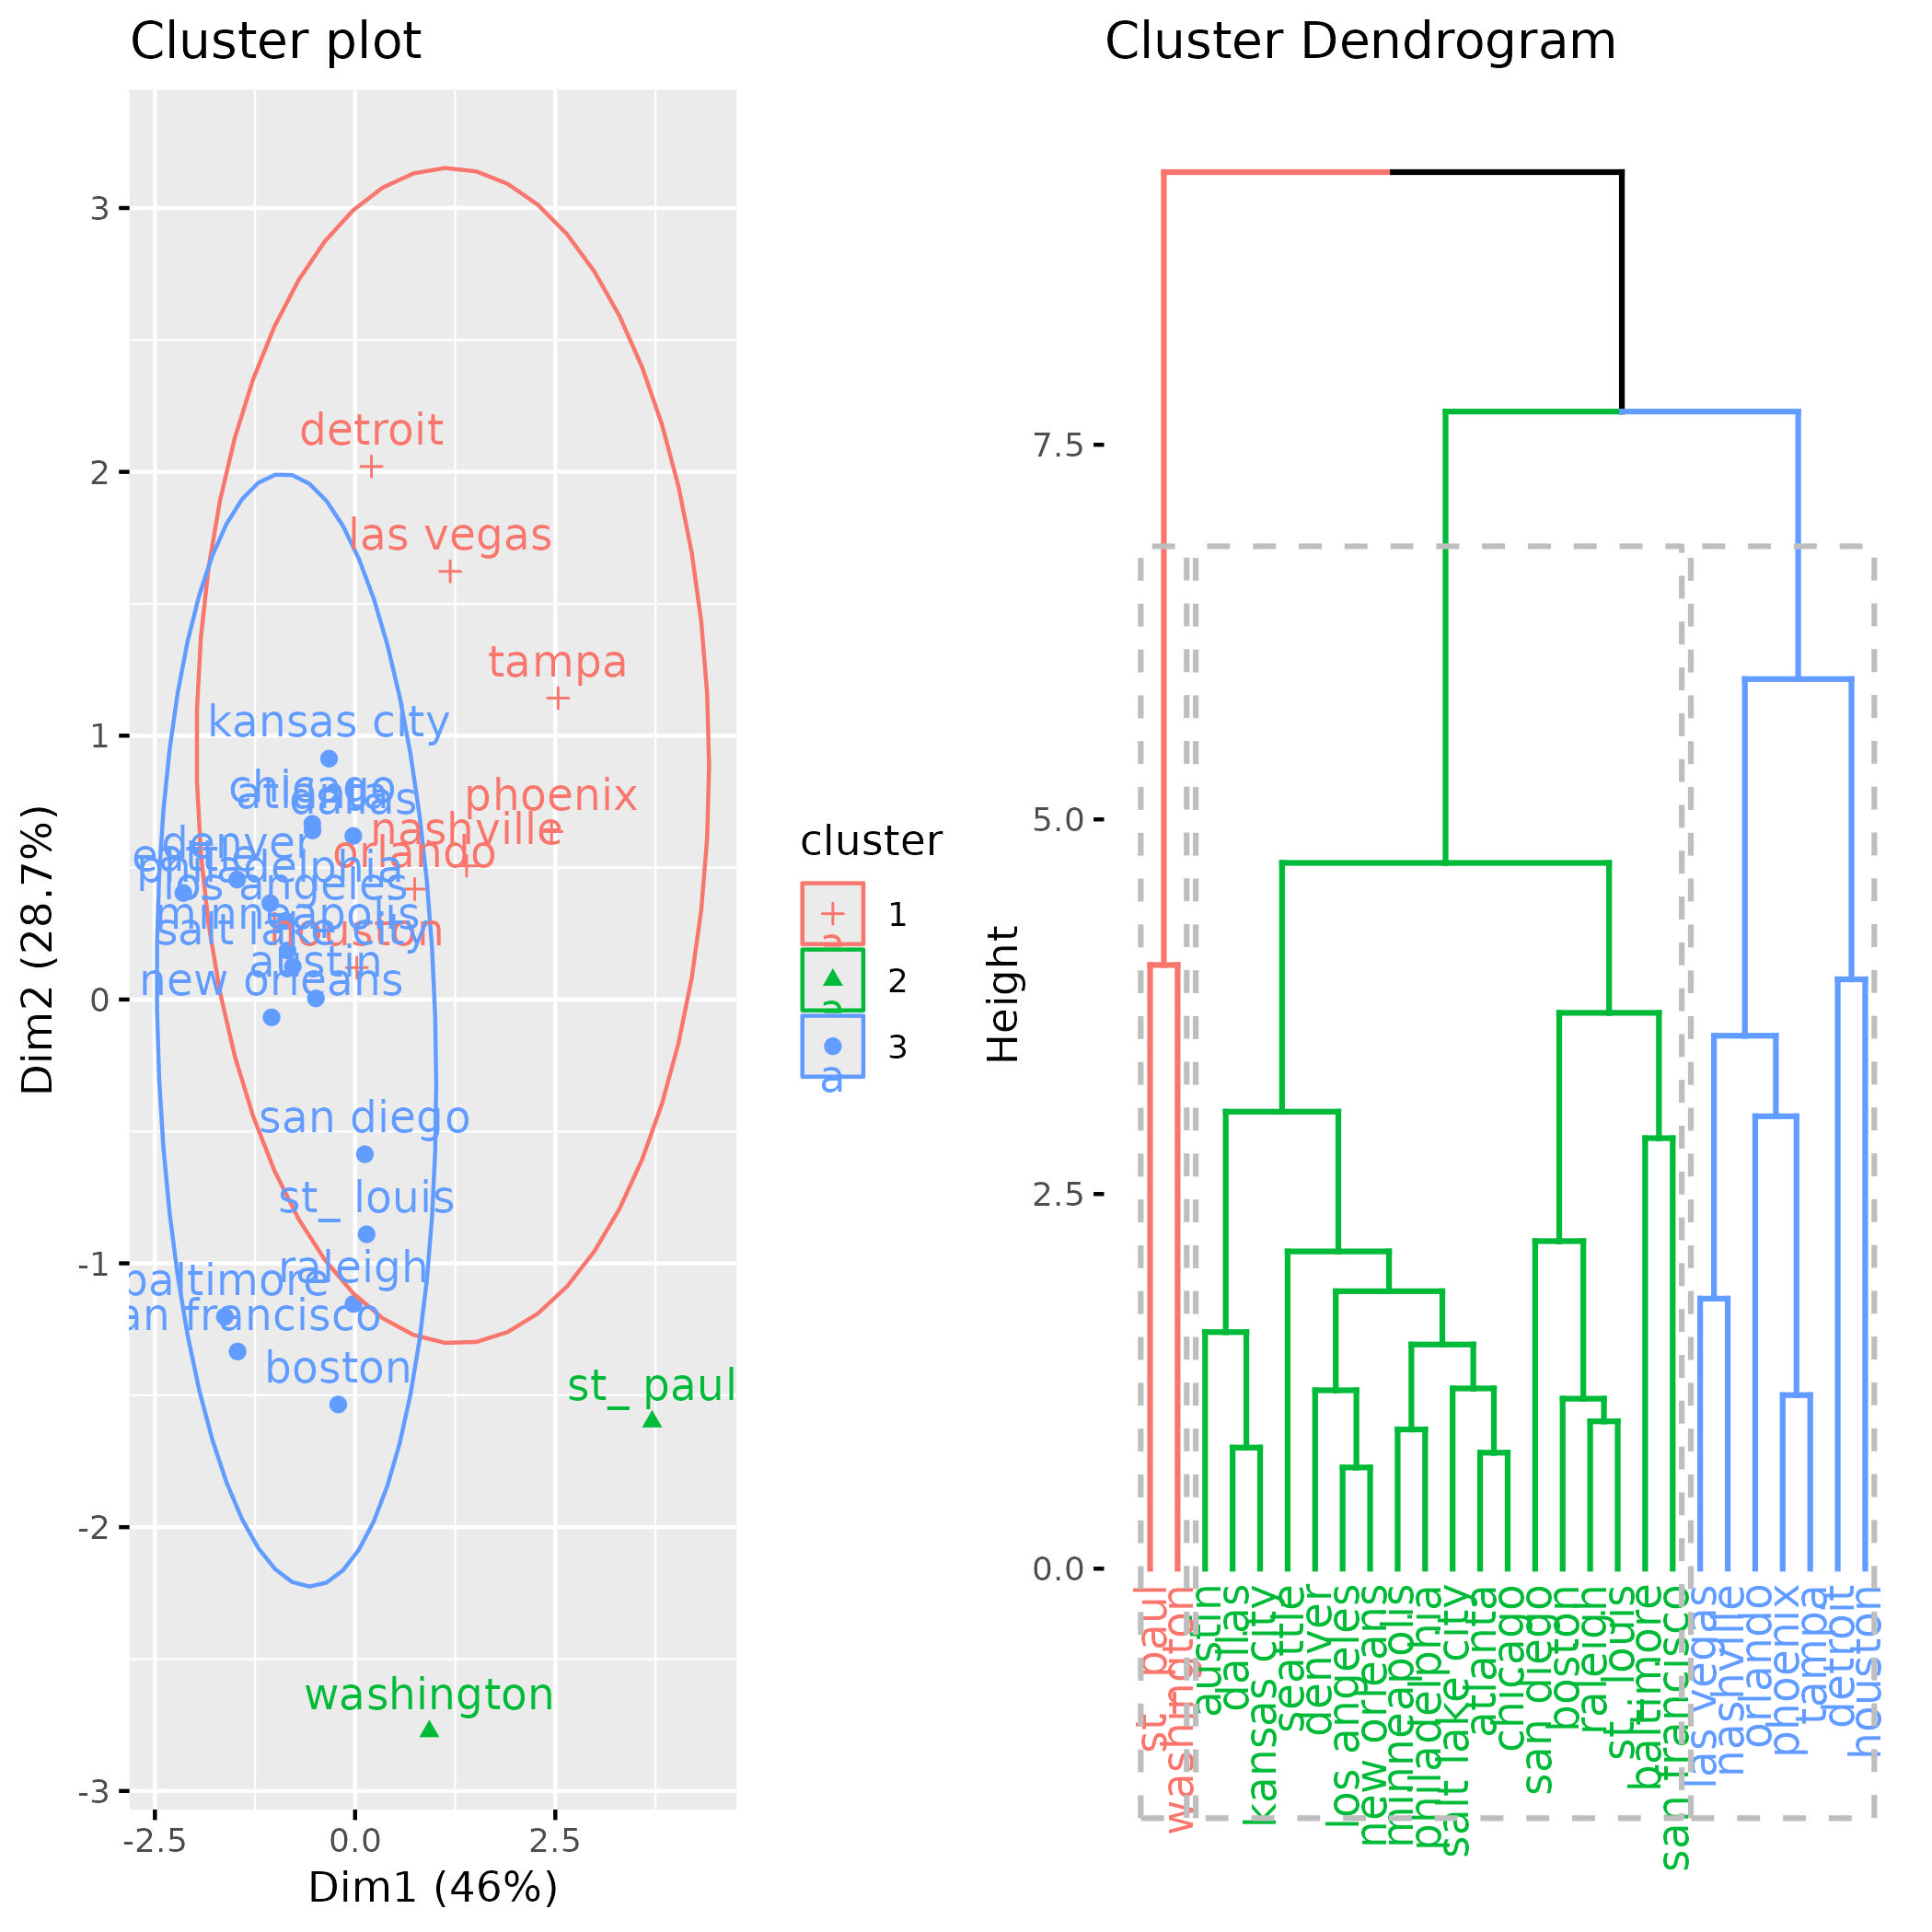 Cluster plot
3
2
1
0
-1
-2
-3
Dim2 (28.7%)
detroit
las vegas
tampa
kansas city
chicago
atlanta
dallas
phoenix
nashville
orlando
denver
philadelphia
los angeles
minneapolis
salt lake city
houston
austin
new orleans
san diego
st_ louis
raleigh
baltimore
an francisco
boston
st_ paul
washington
-2.5
0.0
2.5
Dim1 (46%)
cluster
a
1
a
2
a
3
Cluster Dendrogram
7.5
5.0
2.5
0.0
Height
st_ paul
washington
austin
dallas
kansas city
seattle
denver
los angeles
new orleans
minneapolis
philadelphia
salt lake city
atlanta
chicago
san diego
boston
raleigh
st_ louis
baltimore
san francisco
las vegas
nashville
orlando
phoenix
tampa
detroit
houston